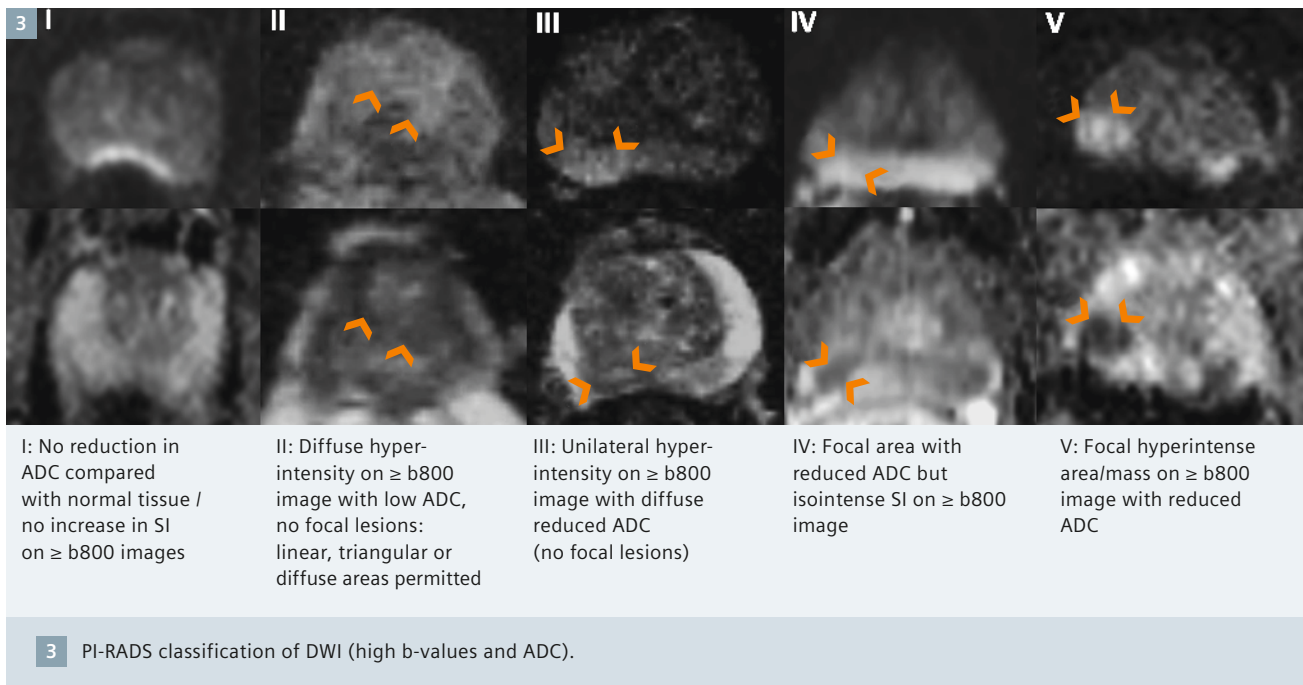 3 I II III IV V
I: No reduction in
ADC compared
with normal tissue /
no increase in SI
on ≥ b800 images
II: Diffuse hyper-
intensity on ≥ b800
image with low ADC,
no focal lesions:
linear, triangular or
diffuse areas permitted
III: Unilateral hyper-
intensity on ≥ b800
image with diffuse
reduced ADC
(no focal lesions)
IV: Focal area with
reduced ADC but
isointense SI on ≥ b800
image
V: Focal hyperintense
area/mass on ≥ b800
image with reduced
ADC
3 PI-RADS classification of DWI (high b-values and ADC).